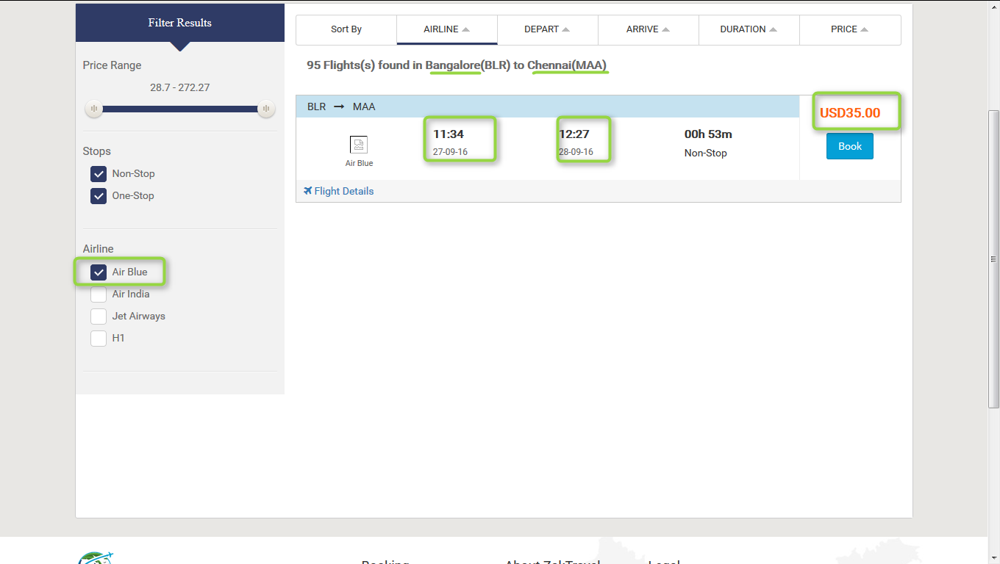 Filter Results
Price Range
28.7 - 272.27
Stops
Non-Stop
One-Stop
Airline
Air Blue
Air India
Jet Airways
H1
Sort By AIRLINE DEPART ARRIVE DURATION PRICE
95 Flights(s) found in Bangalore(BLR) to Chennai(MAA)
BLR → MAA
USD35.00
11:34 12:27 00h 53m
27-09-16 28-09-16 Non-Stop
Book
Air Blue
Flight Details
Booking About ZakTravel Legal